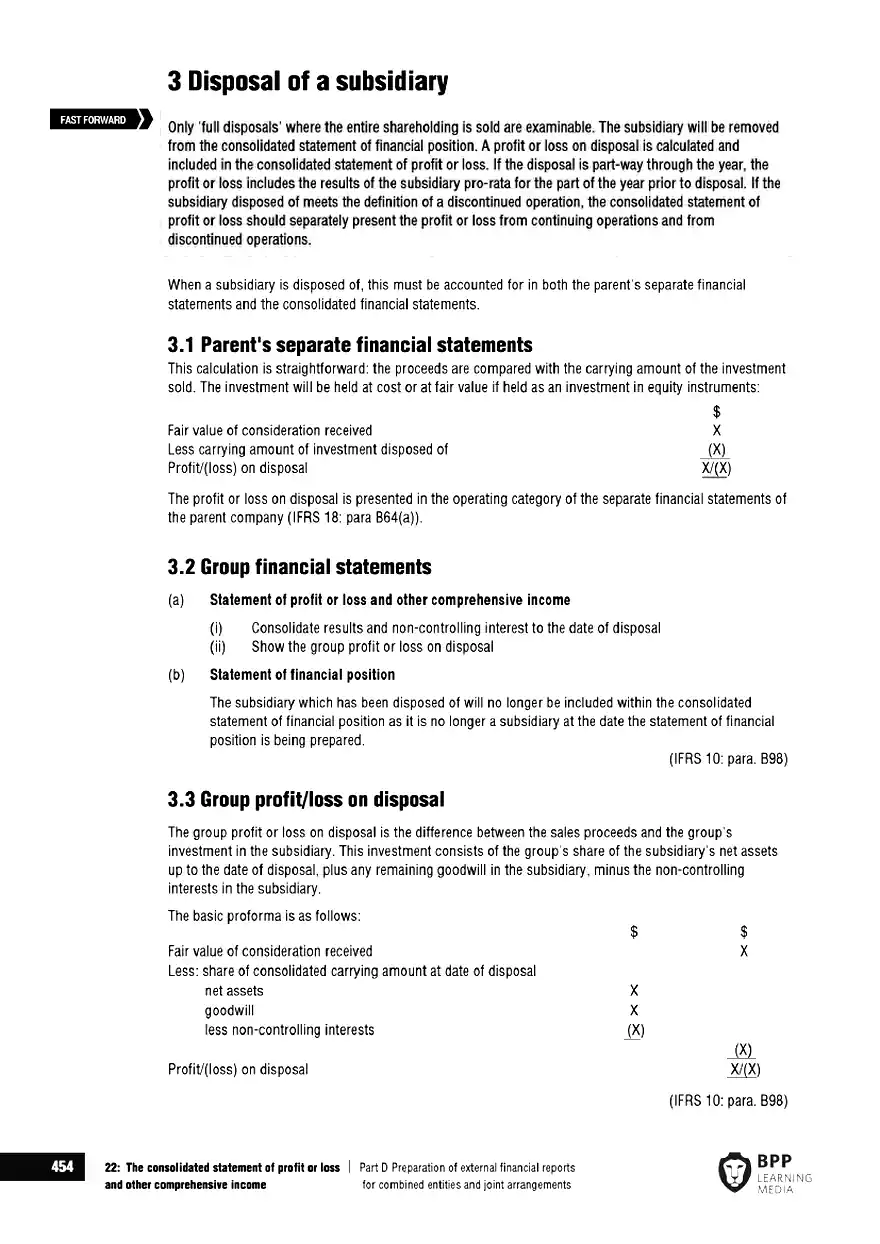 3 Disposal of a subsidiary
FAST FORWARD
Only 'full disposals' where the entire shareholding is sold are examinable. The subsidiary will be removed
from the consolidated statement of financial position. A profit or loss on disposal is calculated and
included in the consolidated statement of profit or loss. If the disposal is part-way through the year, the
profit or loss includes the results of the subsidiary pro-rata for the part of the year prior to disposal. If the
subsidiary disposed of meets the definition of a discontinued operation, the consolidated statement of
profit or loss should separately present the profit or loss from continuing operations and from
discontinued operations.
When a subsidiary is disposed of, this must be accounted for in both the parent's separate financial
statements and the consolidated financial statements.
3.1 Parent's separate financial statements
This calculation is straightforward: the proceeds are compared with the carrying amount of the investment
sold. The investment will be held at cost or at fair value if held as an investment in equity instruments:
$
Fair value of consideration received X
Less carrying amount of investment disposed of (X)
Profit/(loss) on disposal X/(X)
The profit or loss on disposal is presented in the operating category of the separate financial statements of
the parent company (IFRS 18: para B64(a)).
3.2 Group financial statements
(a) Statement of profit or loss and other comprehensive income
(i) Consolidate results and non-controlling interest to the date of disposal
(ii) Show the group profit or loss on disposal
(b) Statement of financial position
The subsidiary which has been disposed of will no longer be included within the consolidated
statement of financial position as it is no longer a subsidiary at the date the statement of financial
position is being prepared.
(IFRS 10: para. B98)
3.3 Group profit/loss on disposal
The group profit or loss on disposal is the difference between the sales proceeds and the group's
investment in the subsidiary. This investment consists of the group's share of the subsidiary's net assets
up to the date of disposal, plus any remaining goodwill in the subsidiary, minus the non-controlling
interests in the subsidiary.
The basic proforma is as follows:
$ $
Fair value of consideration received X
Less: share of consolidated carrying amount at date of disposal
net assets X
goodwill X
less non-controlling interests (X)
(X)
Profit/(loss) on disposal X/(X)
(IFRS 10: para. B98)
454 22: The consolidated statement of profit or loss | Part D Preparation of external financial reports
and other comprehensive income for combined entities and joint arrangements
BPP
LEARNING
MEDIA